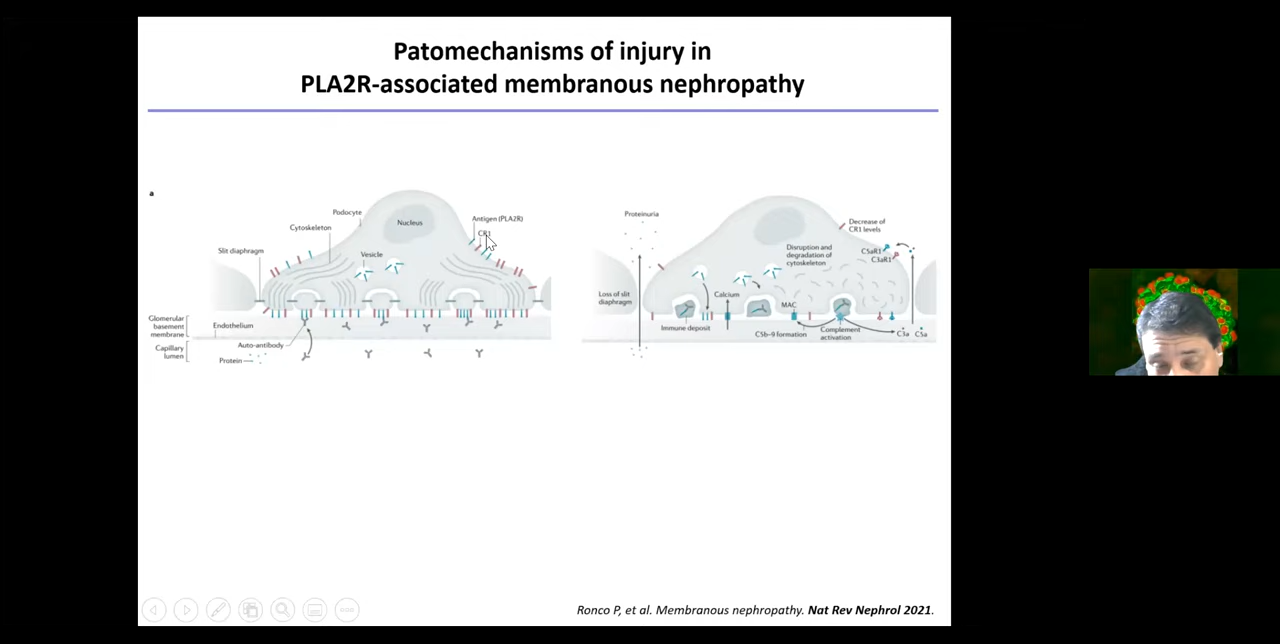 Patomechanisms of injury in
PLA2R-associated membranous nephropathy
a
Podocyte
Nucleus
Antigen (PLA2R)
CR1
Cytoskeleton
Slit diaphragm
Vesicle
Glomerular
basement
membrane
Endothelium
Auto-antibody
Capillary
lumen
Protein
Proteinuria
Decrease of
CR1 levels
Disruption and
degradation of
cytoskeleton
C5aR1
C3aR1
Loss of slit
diaphragm
Calcium
MAC
Immune deposit
C5b-9 formation
Complement
activation
C3a
C5a
Ronco P, et al. Membranous nephropathy. Nat Rev Nephrol 2021.